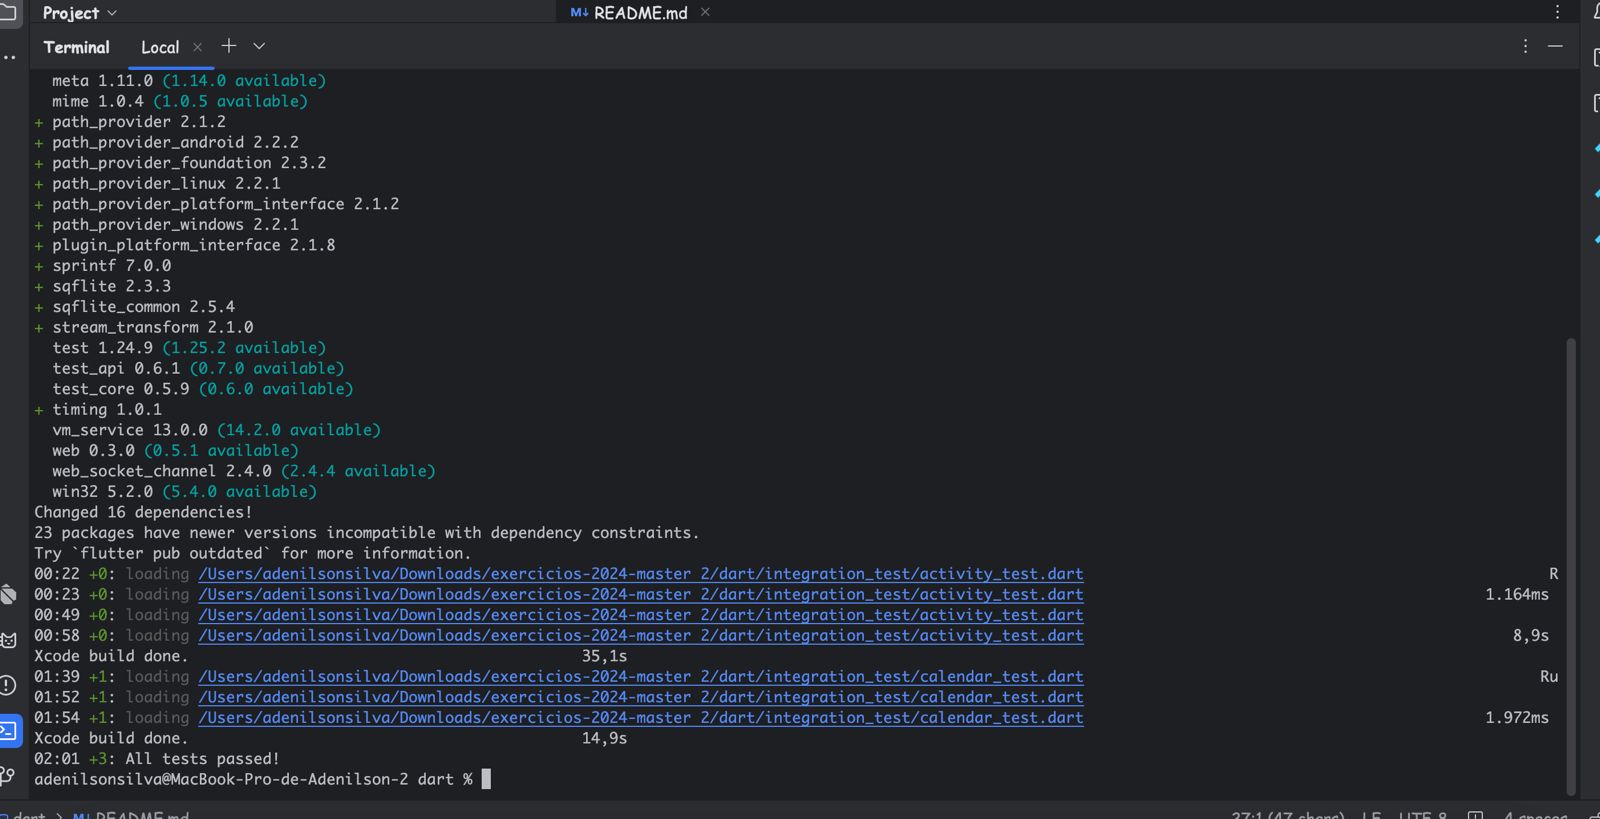 Project
M↓ README.md
Terminal Local
meta 1.11.0 (1.14.0 available)
mime 1.0.4 (1.0.5 available)
+ path_provider 2.1.2
+ path_provider_android 2.2.2
+ path_provider_foundation 2.3.2
+ path_provider_linux 2.2.1
+ path_provider_platform_interface 2.1.2
+ path_provider_windows 2.2.1
+ plugin_platform_interface 2.1.8
+ sprintf 7.0.0
+ sqflite 2.3.3
+ sqflite_common 2.5.4
+ stream_transform 2.1.0
test 1.24.9 (1.25.2 available)
test_api 0.6.1 (0.7.0 available)
test_core 0.5.9 (0.6.0 available)
+ timing 1.0.1
vm_service 13.0.0 (14.2.0 available)
web 0.3.0 (0.5.1 available)
web_socket_channel 2.4.0 (2.4.4 available)
win32 5.2.0 (5.4.0 available)
Changed 16 dependencies!
23 packages have newer versions incompatible with dependency constraints.
Try `flutter pub outdated` for more information.
00:22 +0: loading /Users/adenilsonsilva/Downloads/exercicios-2024-master 2/dart/integration_test/activity_test.dart R
00:23 +0: loading /Users/adenilsonsilva/Downloads/exercicios-2024-master 2/dart/integration_test/activity_test.dart 1.164ms
00:49 +0: loading /Users/adenilsonsilva/Downloads/exercicios-2024-master 2/dart/integration_test/activity_test.dart
00:58 +0: loading /Users/adenilsonsilva/Downloads/exercicios-2024-master 2/dart/integration_test/activity_test.dart 8,9s
Xcode build done. 35,1s
01:39 +1: loading /Users/adenilsonsilva/Downloads/exercicios-2024-master 2/dart/integration_test/calendar_test.dart Ru
01:52 +1: loading /Users/adenilsonsilva/Downloads/exercicios-2024-master 2/dart/integration_test/calendar_test.dart
01:54 +1: loading /Users/adenilsonsilva/Downloads/exercicios-2024-master 2/dart/integration_test/calendar_test.dart 1.972ms
Xcode build done. 14,9s
02:01 +3: All tests passed!
adenilsonsilva@MacBook-Pro-de-Adenilson-2 dart %
dart > M↓ README.md 27:1 (47 chars) LF UTF-8 4 spaces